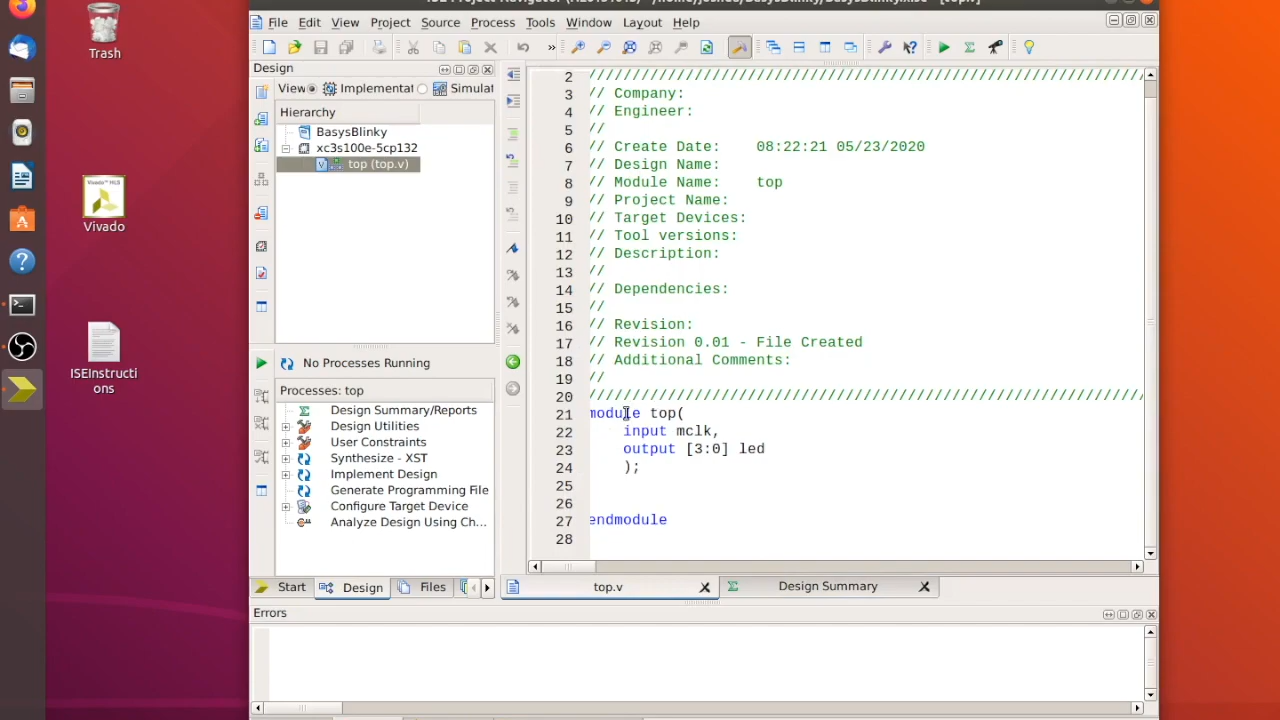 Trash
Vivado™ HLS
Vivado
ISEInstructi
ons
File Edit View Project Source Process Tools Window Layout Help
»
Design
View Implementat Simulat
Hierarchy
BasysBlinky
xc3s100e-5cp132
top (top.v)
No Processes Running
Processes: top
Design Summary/Reports
Design Utilities
User Constraints
Synthesize - XST
Implement Design
Generate Programming File
Configure Target Device
Analyze Design Using Ch...
Start Design Files
2 //////////////////////////////////////////////////////////////////
3 // Company:
4 // Engineer:
5 //
6 // Create Date:    08:22:21 05/23/2020
7 // Design Name:
8 // Module Name:    top
9 // Project Name:
10 // Target Devices:
11 // Tool versions:
12 // Description:
13 //
14 // Dependencies:
15 //
16 // Revision:
17 // Revision 0.01 - File Created
18 // Additional Comments:
19 //
20 //////////////////////////////////////////////////////////////////
21 module top(
22     input mclk,
23     output [3:0] led
24     );
25
26
27 endmodule
28
top.v Design Summary
Errors